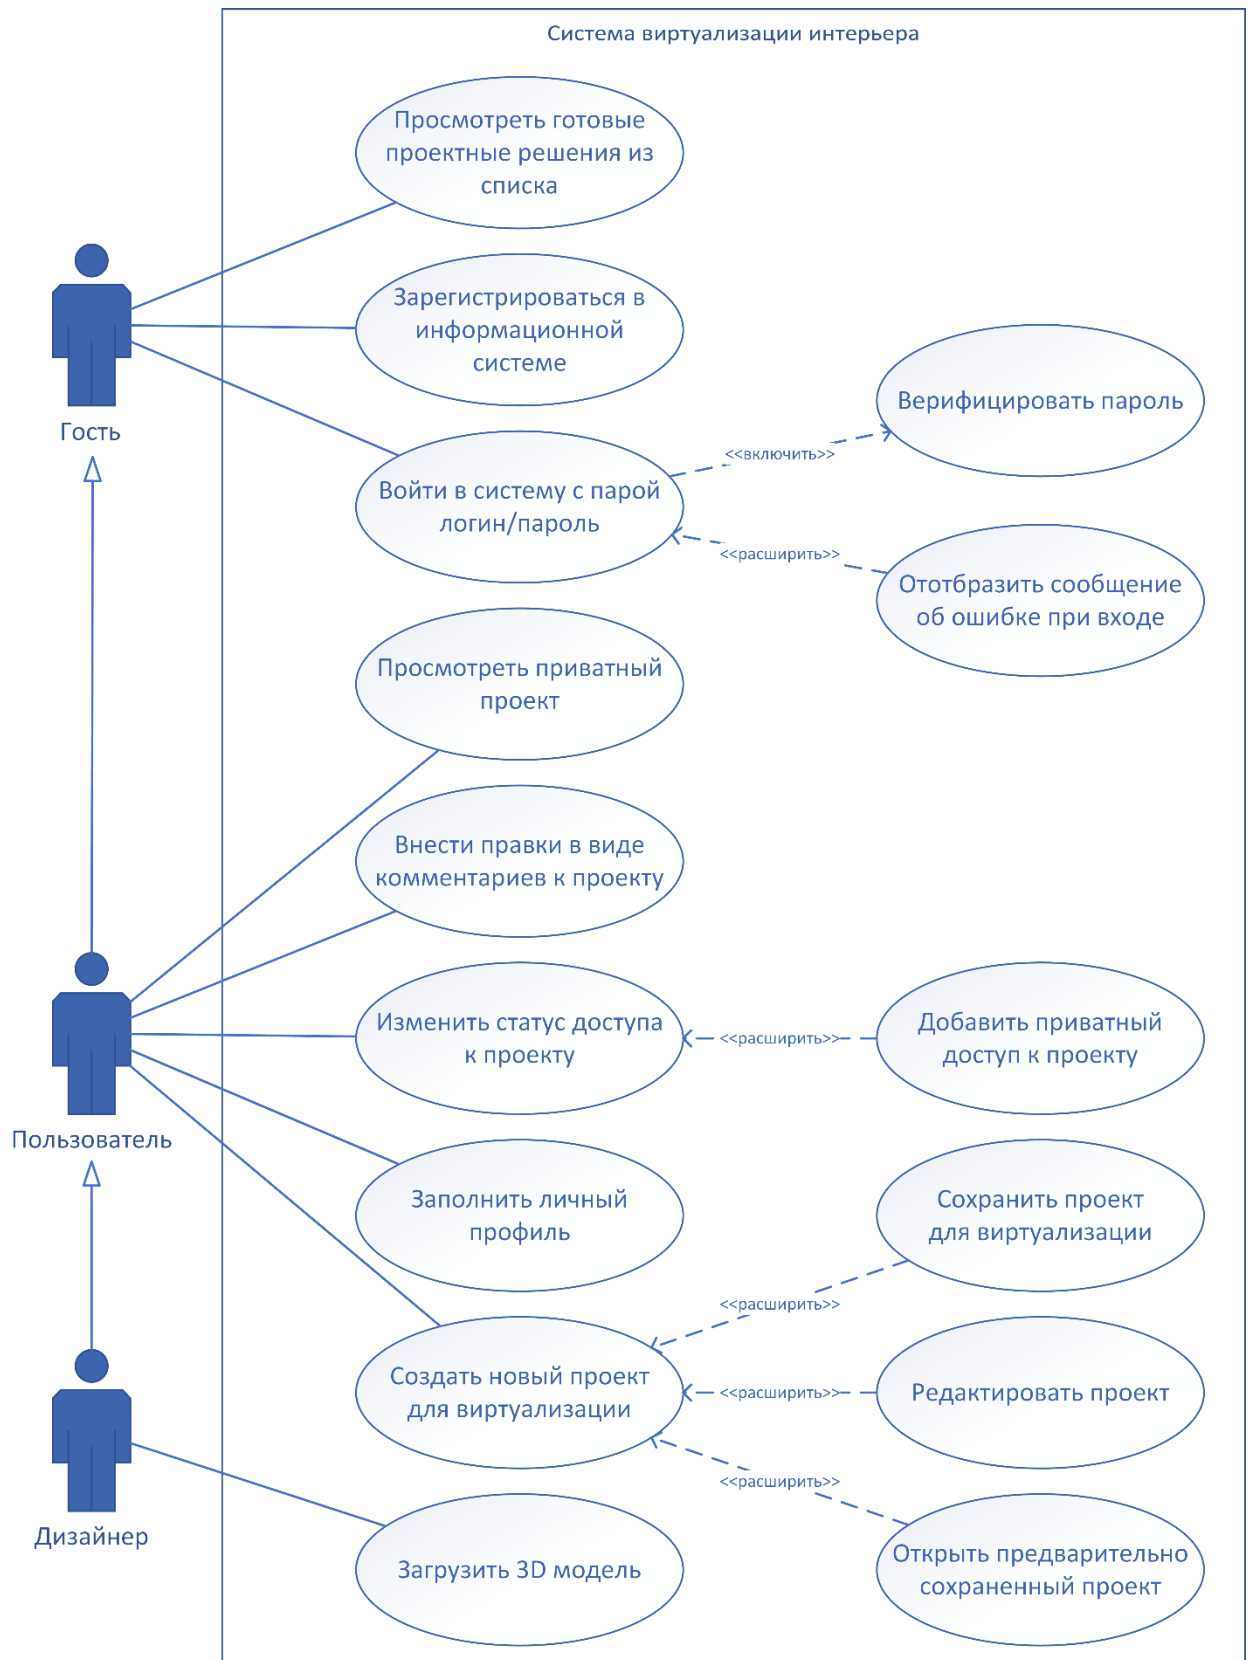 Система виртуализации интерьера
Просмотреть готовые
проектные решения из
списка
Зарегистрироваться в
информационной
системе
Гость
Верифицировать пароль
<<включить>>
Войти в систему с парой
логин/пароль
<<расширить>>
Ототбразить сообщение
об ошибке при входе
Просмотреть приватный
проект
Внести правки в виде
комментариев к проекту
Изменить статус доступа
к проекту
<<расширить>>
Добавить приватный
доступ к проекту
Пользователь
Заполнить личный
профиль
Сохранить проект
для виртуализации
<<расширить>>
Создать новый проект
для виртуализации
<<расширить>>
Редактировать проект
<<расширить>>
Дизайнер
Загрузить 3D модель
Открыть предварительно
сохраненный проект